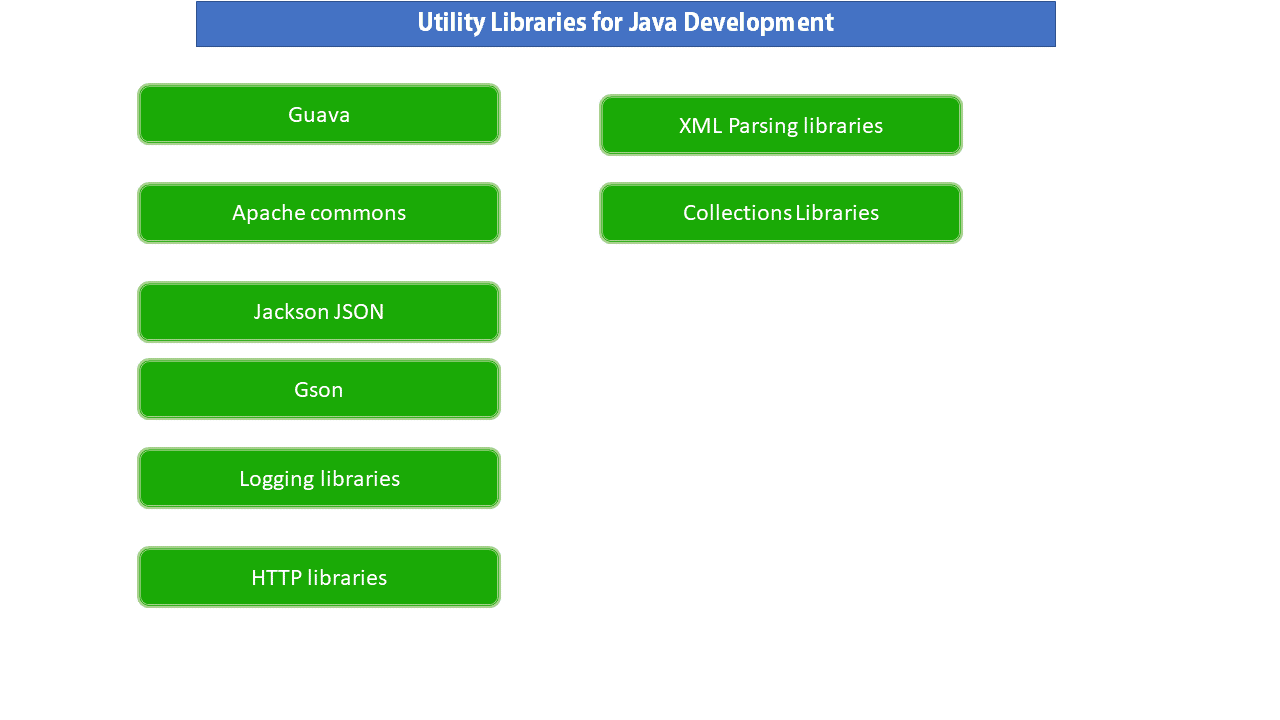 Utility Libraries for Java Development
Guava
Apache commons
Jackson JSON
Gson
Logging libraries
HTTP libraries
XML Parsing libraries
Collections Libraries